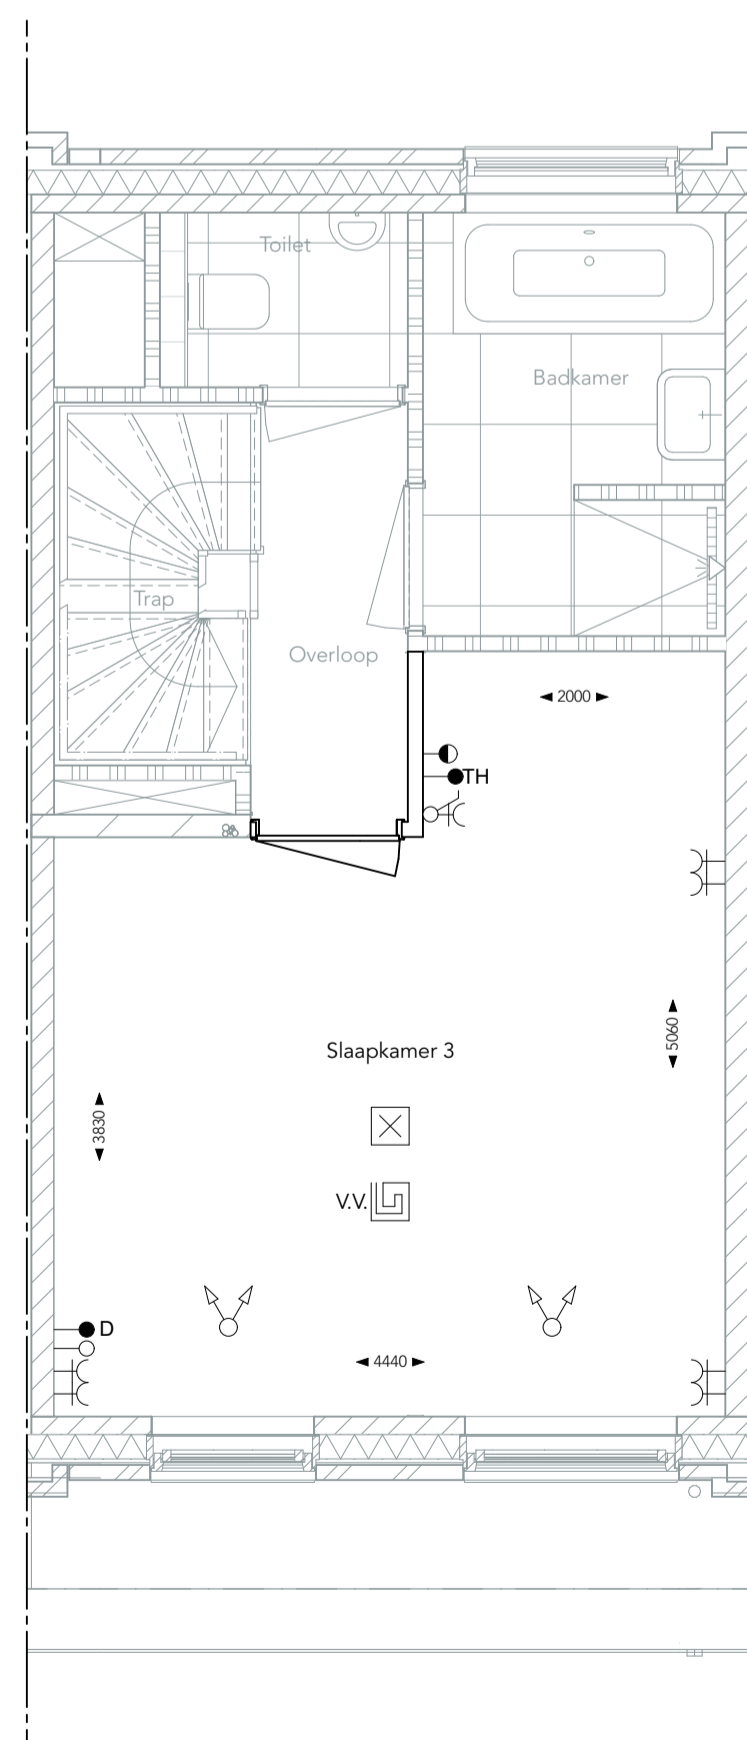 Toilet
Badkamer
Trap
Overloop
2000
TH
Slaapkamer 3
5060
3830
V.V.
D
4440